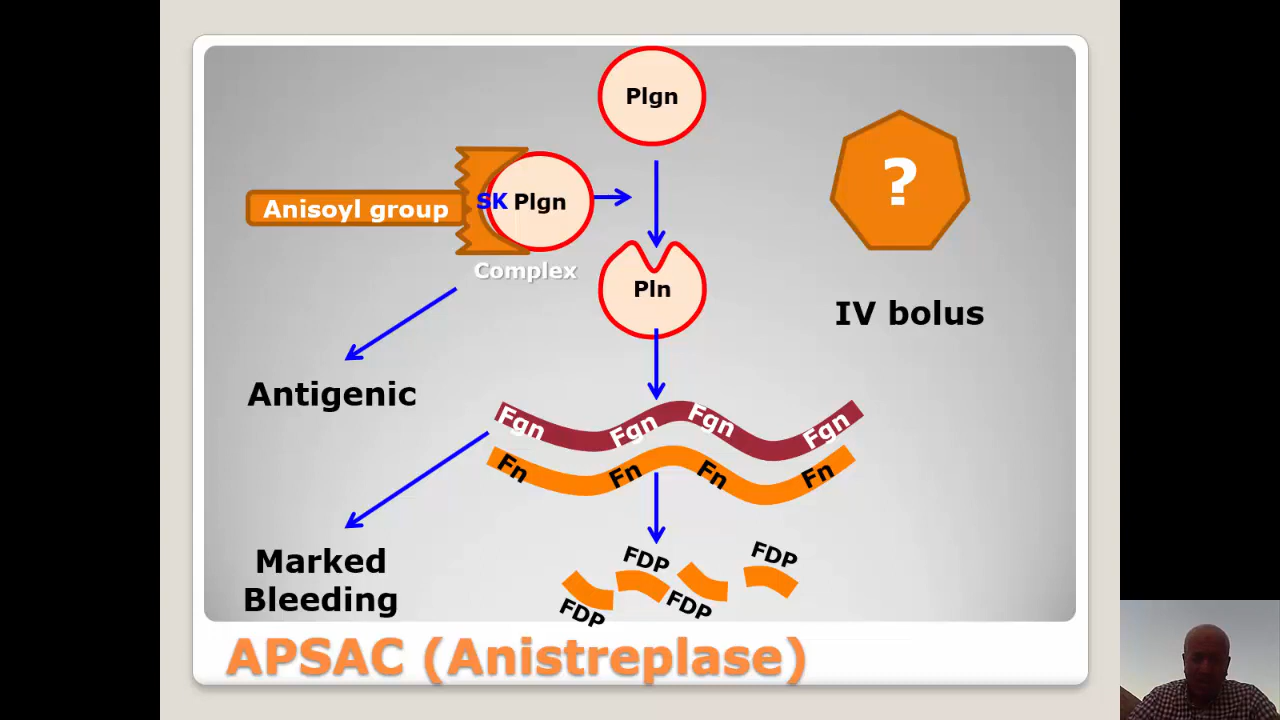 Plgn
?
Anisoyl group
SK
Plgn
Complex
Pln
IV bolus
Antigenic
Fgn Fgn Fgn Fgn
Fn Fn Fn Fn
Marked
Bleeding
FDP FDP
FDP FDP
APSAC (Anistreplase)